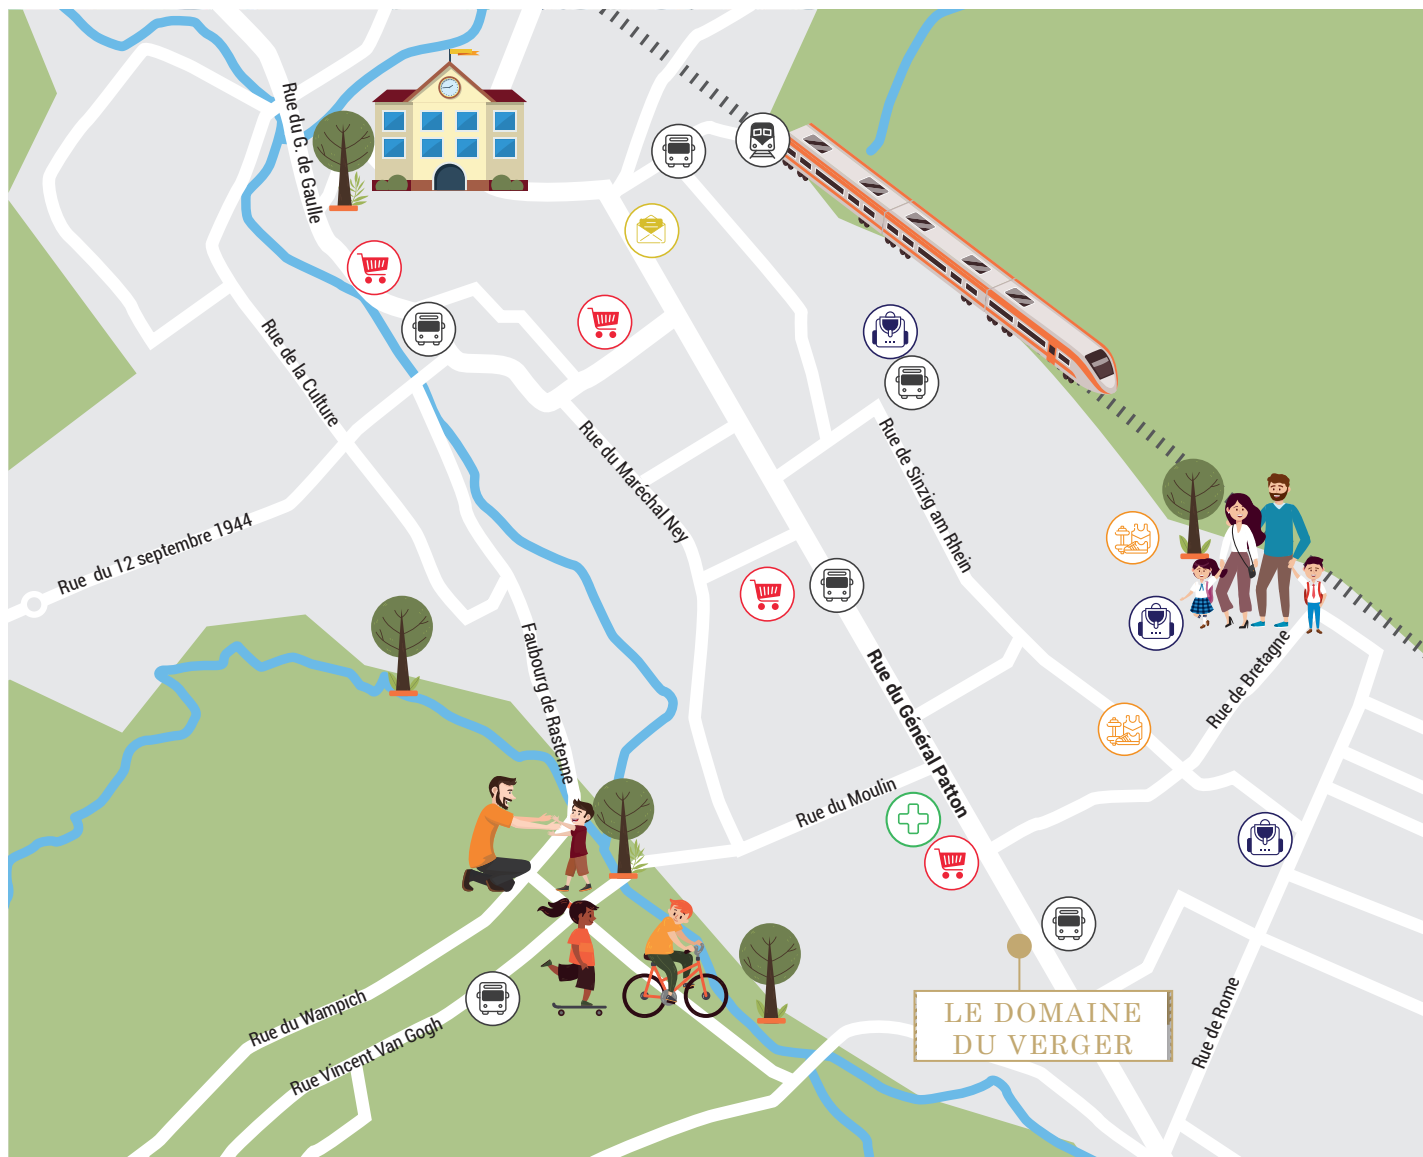 Rue du G. de Gaulle
Rue de la Culture
Rue du Maréchal Ney
Rue de Sinzig am Rhein
Rue du 12 septembre 1944
Faubourg de Rastenne
Rue du Général Patton
Rue de Bretagne
Rue du Moulin
Rue du Wampich
Rue Vincent Van Gogh
LE DOMAINE
DU VERGER
Rue de Rome